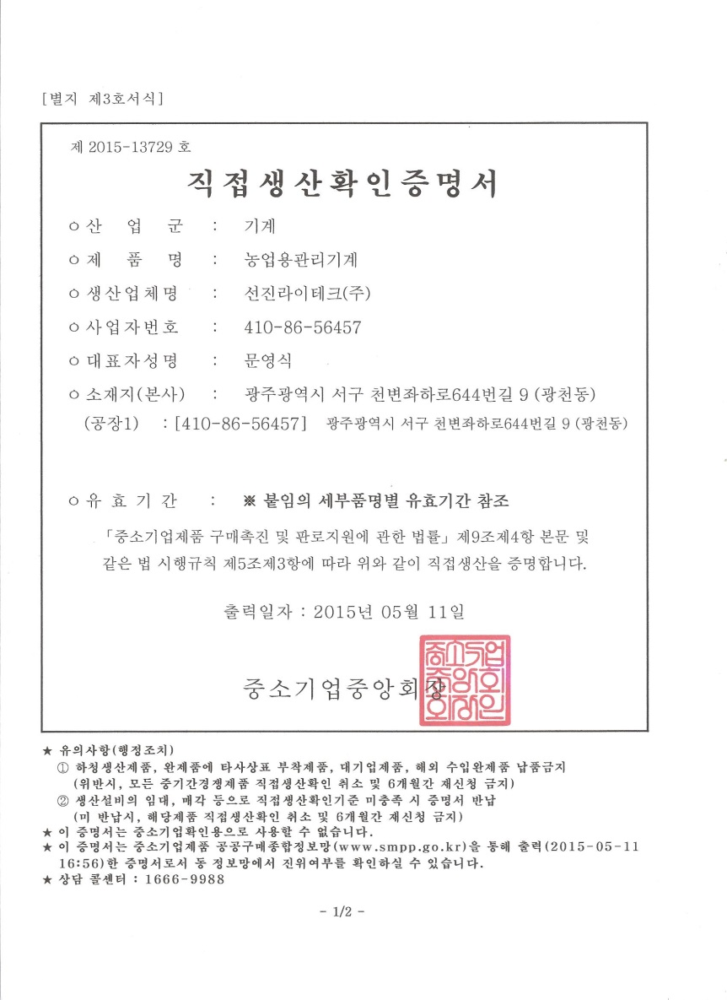 [별지 제3호서식]
제 2015-13729 호
직접생산확인증명서
ㅇ 산 업 군 : 기계
ㅇ 제 품 명 : 농업용관리기계
ㅇ 생산업체명 : 선진라이테크(주)
ㅇ 사업자번호 : 410-86-56457
ㅇ 대표자성명 : 문영식
ㅇ 소재지(본사) : 광주광역시 서구 천변좌하로644번길 9 (광천동)
(공장1) : [410-86-56457] 광주광역시 서구 천변좌하로644번길 9 (광천동)
ㅇ 유 효 기 간 : ※ 붙임의 세부품명별 유효기간 참조
「중소기업제품 구매촉진 및 판로지원에 관한 법률」 제9조제4항 본문 및
같은 법 시행규칙 제5조제3항에 따라 위와 같이 직접생산을 증명합니다.
출력일자 : 2015년 05월 11일
중소기업중앙회장
중소기업
중앙회
회장인
★ 유의사항(행정조치)
① 하청생산제품, 완제품에 타사상표 부착제품, 대기업제품, 해외 수입완제품 납품금지
(위반시, 모든 중기간경쟁제품 직접생산확인 취소 및 6개월간 재신청 금지)
② 생산설비의 임대, 매각 등으로 직접생산확인기준 미충족 시 증명서 반납
(미 반납시, 해당제품 직접생산확인 취소 및 6개월간 재신청 금지)
★ 이 증명서는 중소기업확인용으로 사용할 수 없습니다.
★ 이 증명서는 중소기업제품 공공구매종합정보망(www.smpp.go.kr)을 통해 출력(2015-05-11
16:56)한 증명서로서 동 정보망에서 진위여부를 확인하실 수 있습니다.
★ 상담 콜센터 : 1666-9988
- 1/2 -